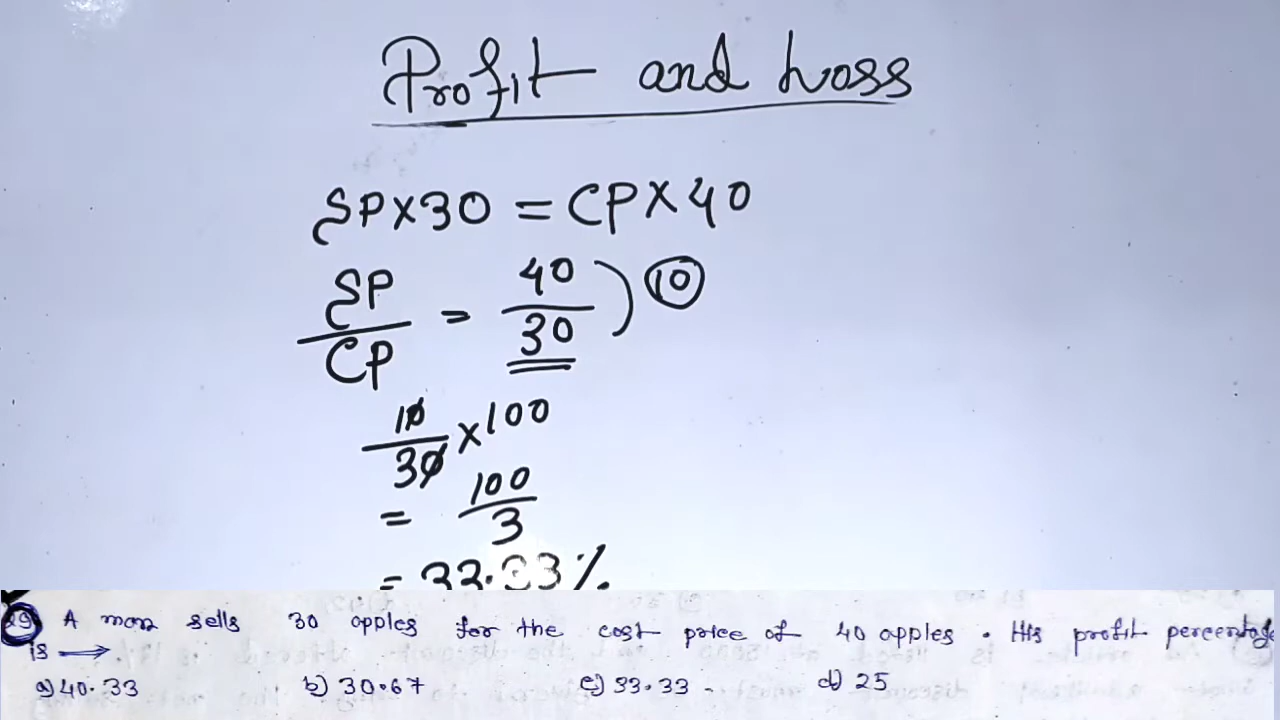 Profit and Loss
SP×30 = CP×40
SP/CP = 40/30 ) 10
10/30 ×100
= 100/3
= 33.33%
29 A man sells 30 apples for the cost price of 40 apples. His profit percentage
is →
a) 40.33 b) 30.67 c) 33.33 d) 25